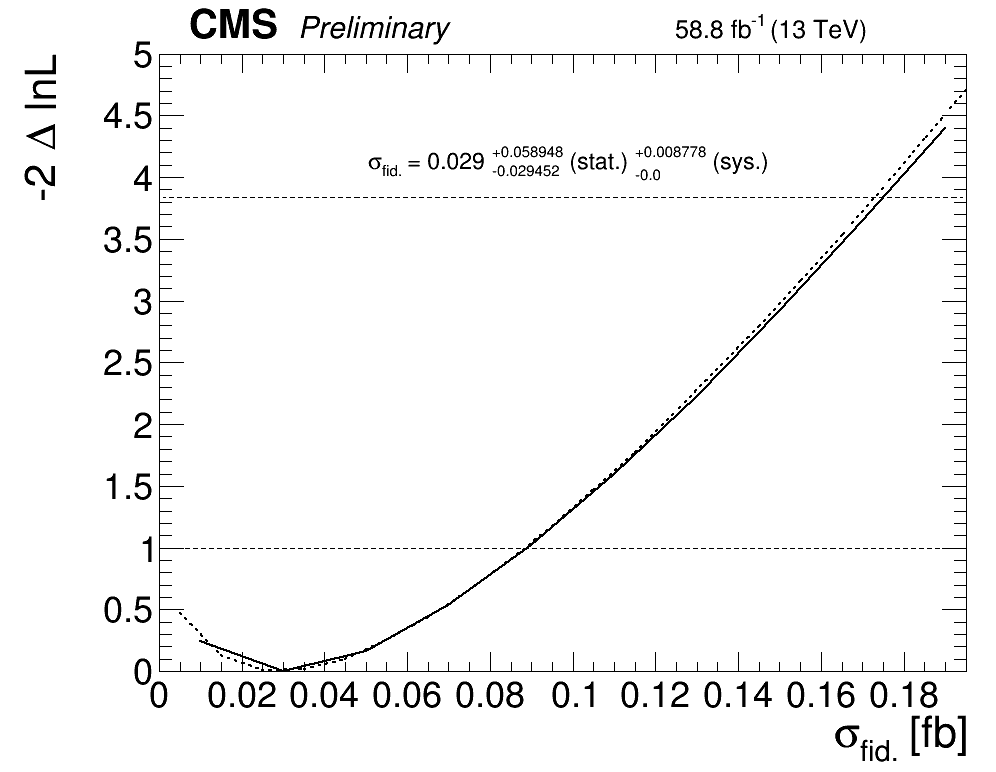 CMS Preliminary 58.8 fb⁻¹ (13 TeV)
-2 Δ lnL
5
4.5
4
3.5
3
2.5
2
1.5
1
0.5
0
σfid. = 0.029 +0.058948 -0.029452 (stat.) +0.008778 -0.0 (sys.)
0 0.02 0.04 0.06 0.08 0.1 0.12 0.14 0.16 0.18
σfid. [fb]